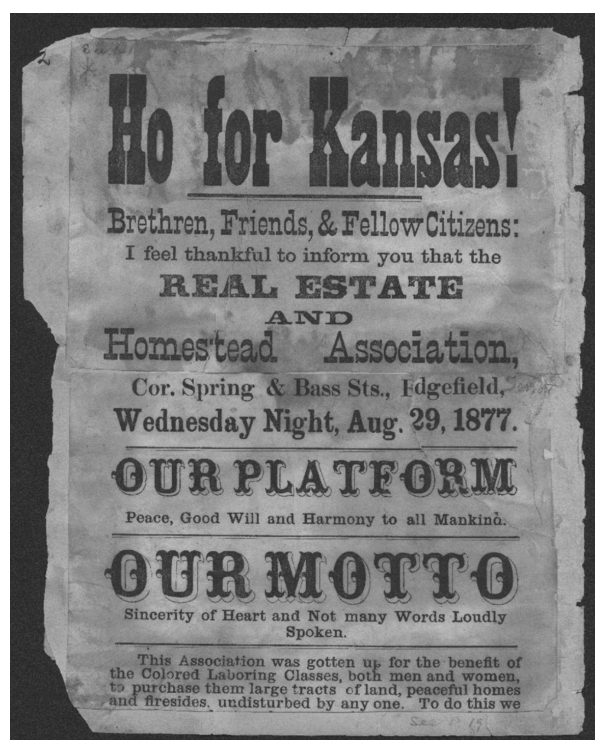 2
Ho for Kansas!
Brethren, Friends, & Fellow Citizens:
I feel thankful to inform you that the
REAL ESTATE
AND
Homestead Association,
Cor. Spring & Bass Sts., Edgefield,
Wednesday Night, Aug. 29, 1877.
OUR PLATFORM
Peace, Good Will and Harmony to all Mankind.
OUR MOTTO
Sincerity of Heart and Not many Words Loudly
Spoken.
This Association was gotten up for the benefit of
the Colored Laboring Classes, both men and women,
to purchase them large tracts of land, peaceful homes
and firesides, undisturbed by any one. To do this we